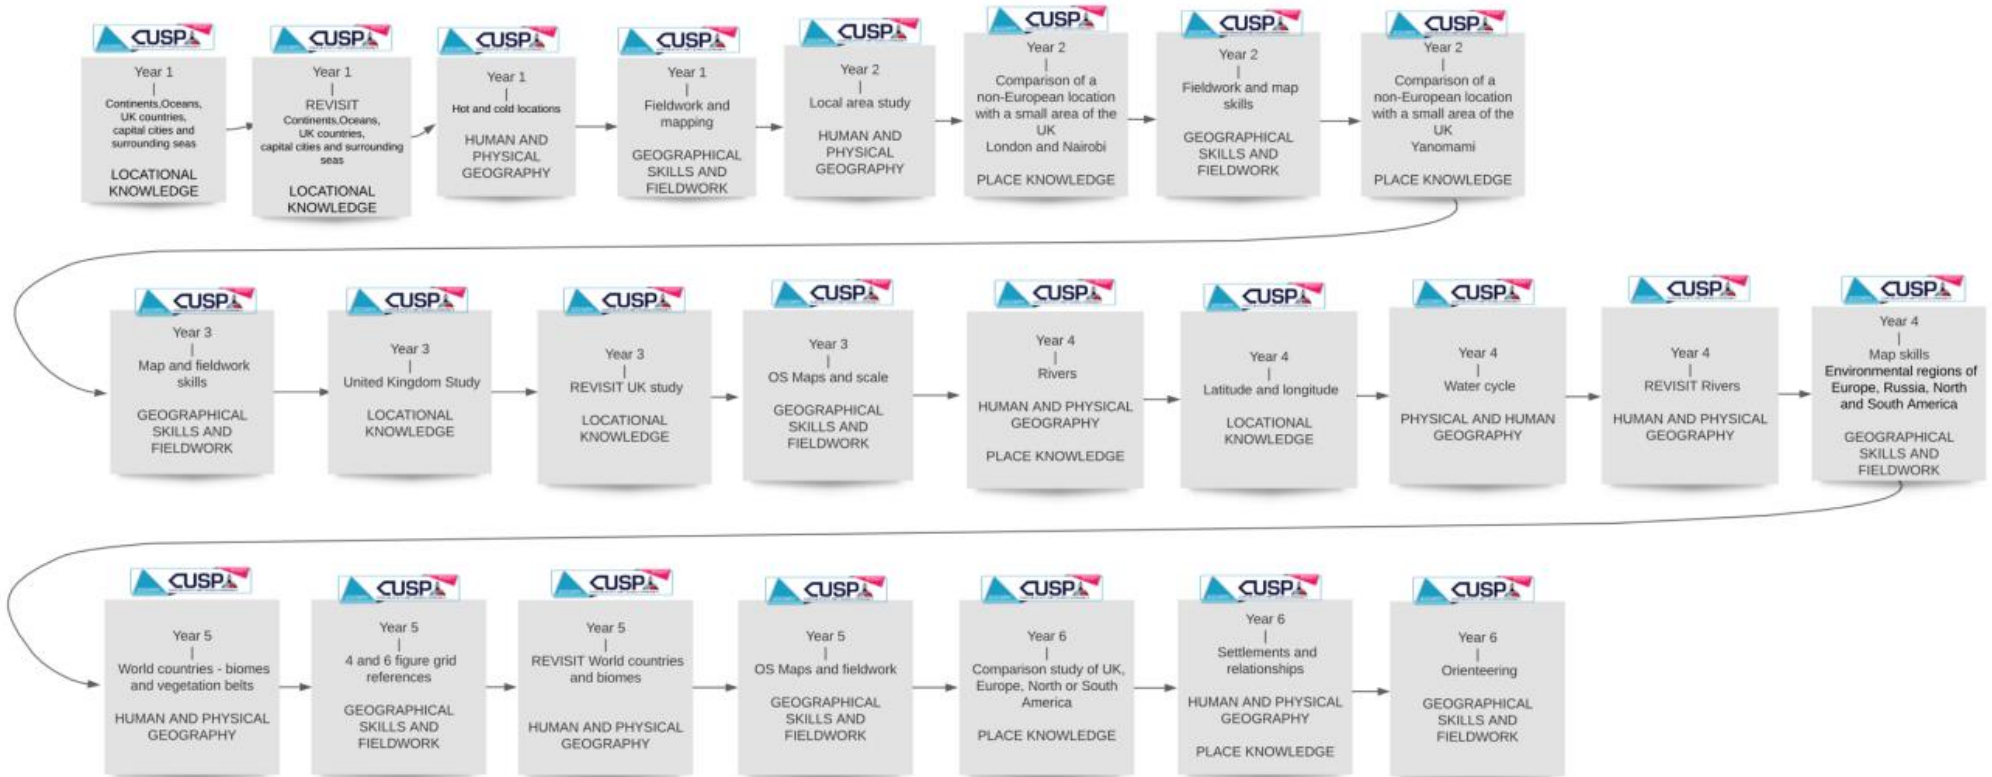 CUSP
Year 1
|
Continents,Oceans,
UK countries,
capital cities and
surrounding seas
LOCATIONAL
KNOWLEDGE
CUSP
Year 1
|
REVISIT
Continents,Oceans,
UK countries,
capital cities and surrounding
seas
LOCATIONAL
KNOWLEDGE
CUSP
Year 1
|
Hot and cold locations
HUMAN AND
PHYSICAL
GEOGRAPHY
CUSP
Year 1
|
Fieldwork and
mapping
GEOGRAPHICAL
SKILLS AND
FIELDWORK
CUSP
Year 2
|
Local area study
HUMAN AND
PHYSICAL
GEOGRAPHY
CUSP
Year 2
|
Comparison of a
non-European location
with a small area of the
UK
London and Nairobi
PLACE KNOWLEDGE
CUSP
Year 2
|
Fieldwork and map
skills
GEOGRAPHICAL
SKILLS AND
FIELDWORK
CUSP
Year 2
|
Comparison of a
non-European location
with a small area of the
UK
Yanomami
PLACE KNOWLEDGE
CUSP
Year 3
|
Map and fieldwork
skills
GEOGRAPHICAL
SKILLS AND
FIELDWORK
CUSP
Year 3
|
United Kingdom Study
LOCATIONAL
KNOWLEDGE
CUSP
Year 3
|
REVISIT UK study
LOCATIONAL
KNOWLEDGE
CUSP
Year 3
|
OS Maps and scale
GEOGRAPHICAL
SKILLS AND
FIELDWORK
CUSP
Year 4
|
Rivers
HUMAN AND PHYSICAL
GEOGRAPHY
PLACE KNOWLEDGE
CUSP
Year 4
|
Latitude and longitude
LOCATIONAL
KNOWLEDGE
CUSP
Year 4
|
Water cycle
PHYSICAL AND HUMAN
GEOGRAPHY
CUSP
Year 4
|
REVISIT Rivers
HUMAN AND PHYSICAL
GEOGRAPHY
CUSP
Year 4
|
Map skills
Environmental regions of
Europe, Russia, North
and South America
GEOGRAPHICAL
SKILLS AND
FIELDWORK
CUSP
Year 5
|
World countries - biomes
and vegetation belts
HUMAN AND PHYSICAL
GEOGRAPHY
CUSP
Year 5
|
4 and 6 figure grid
references
GEOGRAPHICAL
SKILLS AND
FIELDWORK
CUSP
Year 5
|
REVISIT World countries
and biomes
HUMAN AND PHYSICAL
GEOGRAPHY
CUSP
Year 5
|
OS Maps and fieldwork
GEOGRAPHICAL
SKILLS AND
FIELDWORK
CUSP
Year 6
|
Comparison study of UK,
Europe, North or South
America
PLACE KNOWLEDGE
CUSP
Year 6
|
Settlements and
relationships
HUMAN AND PHYSICAL
GEOGRAPHY
PLACE KNOWLEDGE
CUSP
Year 6
|
Orienteering
GEOGRAPHICAL
SKILLS AND
FIELDWORK